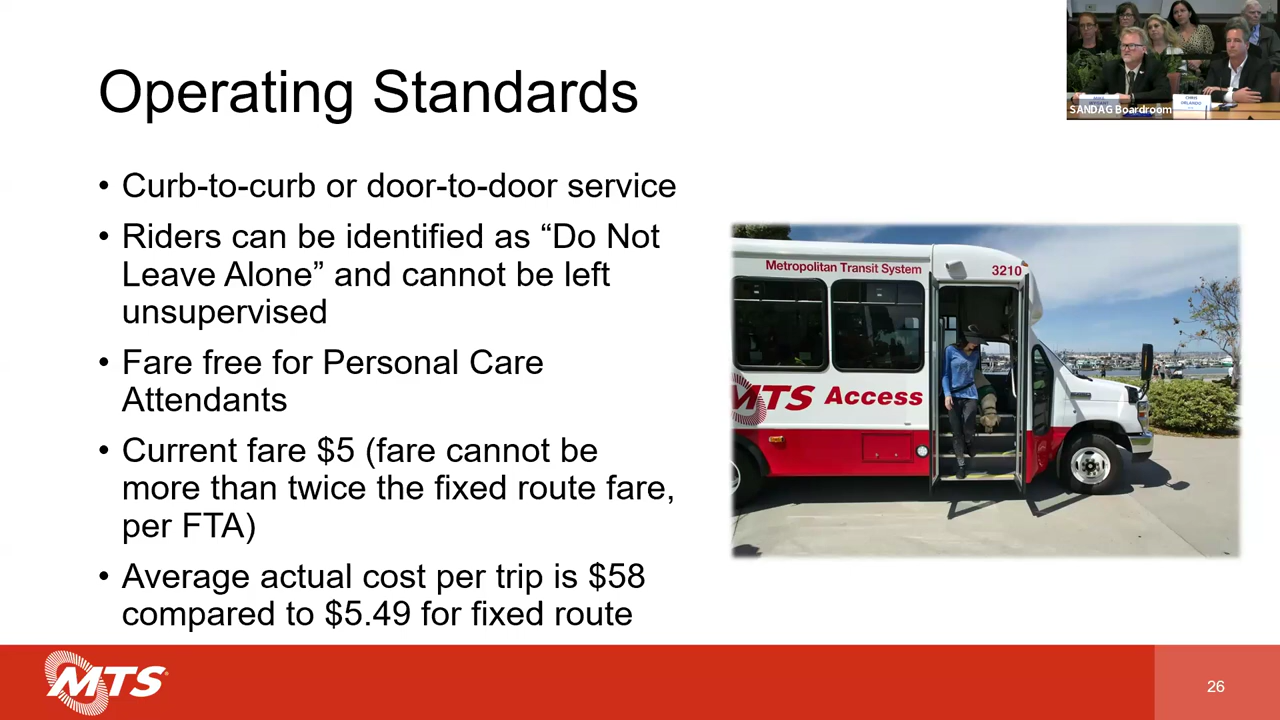 Operating Standards
SANDAG Boardroom
CHRIS
ORLANDO
• Curb-to-curb or door-to-door service
• Riders can be identified as “Do Not
Leave Alone” and cannot be left
unsupervised
• Fare free for Personal Care
Attendants
• Current fare $5 (fare cannot be
more than twice the fixed route fare,
per FTA)
• Average actual cost per trip is $58
compared to $5.49 for fixed route
Metropolitan Transit System
3210
MTS Access
MTS
26